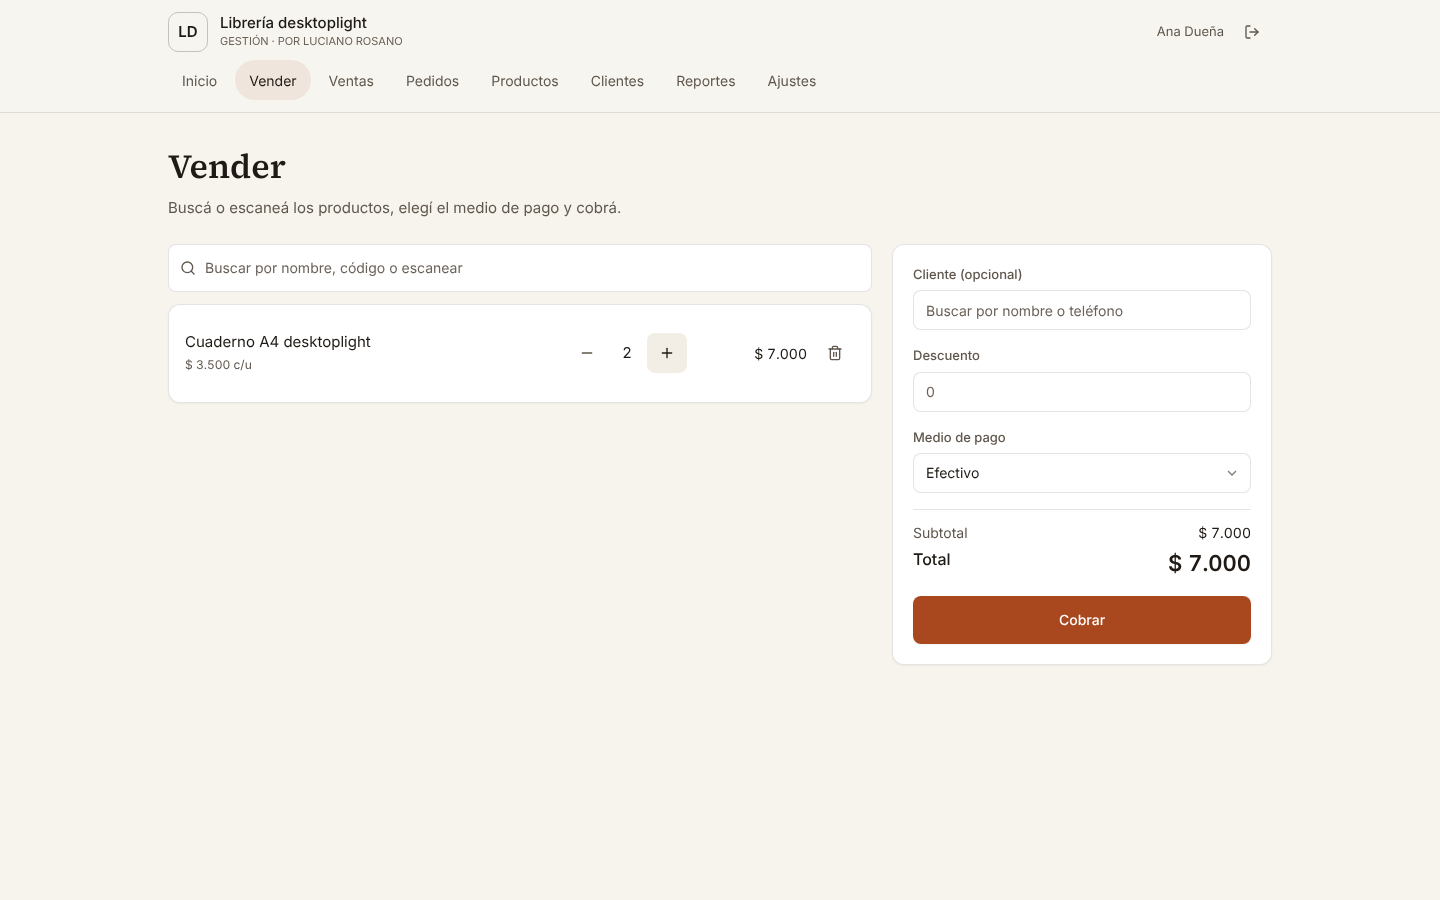 LD
Librería desktoplight
GESTIÓN · POR LUCIANO ROSANO
Ana Dueña
Inicio
Vender
Ventas
Pedidos
Productos
Clientes
Reportes
Ajustes
Vender
Buscá o escaneá los productos, elegí el medio de pago y cobrá.
Buscar por nombre, código o escanear
Cuaderno A4 desktoplight
$ 3.500 c/u
− 2 + $ 7.000
Cliente (opcional)
Buscar por nombre o teléfono
Descuento
0
Medio de pago
Efectivo
Subtotal $ 7.000
Total $ 7.000
Cobrar